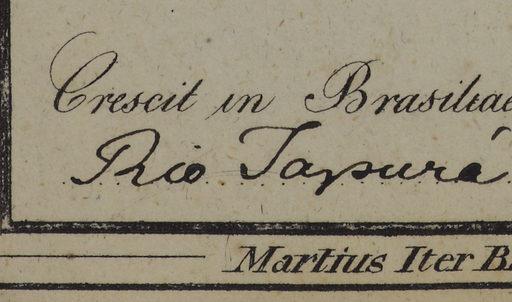 Crescit in Brasiliae
Rio Japurá
Martius Iter B